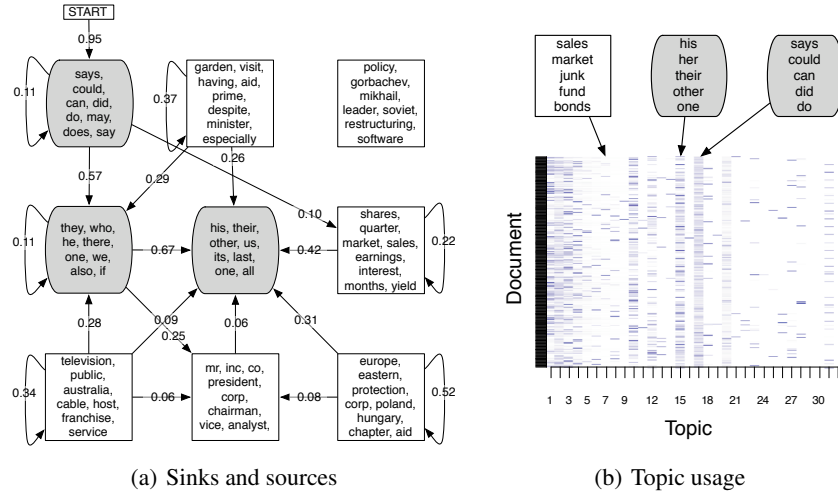 START
0.95
says,
could,
can, did,
do, may,
does, say
0.11
garden, visit,
having, aid,
prime,
despite,
minister,
especially
0.37
policy,
gorbachev,
mikhail,
leader, soviet,
restructuring,
software
0.57
0.29
0.26
0.10
they, who,
he, there,
one, we,
also, if
0.11
0.67
his, their,
other, us,
its, last,
one, all
0.42
shares,
quarter,
market, sales,
earnings,
interest,
months, yield
0.22
0.28
0.09
0.25
0.06
0.31
television,
public,
australia,
cable, host,
franchise,
service
0.34
0.06
mr, inc, co,
president,
corp,
chairman,
vice, analyst,
0.08
europe,
eastern,
protection,
corp, poland,
hungary,
chapter, aid
0.52
(a) Sinks and sources
sales
market
junk
fund
bonds
his
her
their
other
one
says
could
can
did
do
Document
1 3 5 7 9 12 15 18 21 24 27 30
Topic
(b) Topic usage